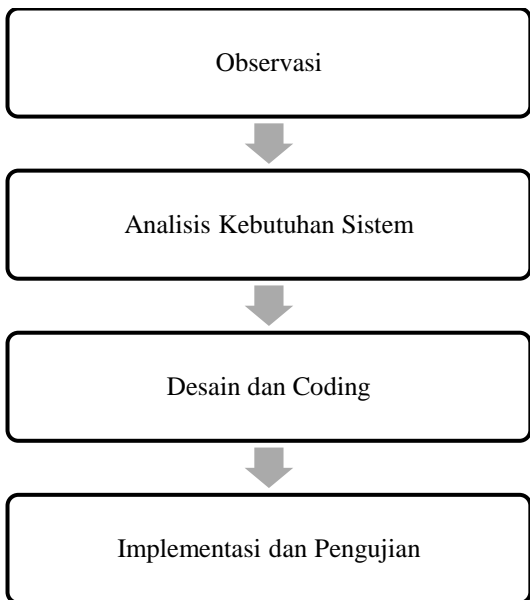 Observasi
Analisis Kebutuhan Sistem
Desain dan Coding
Implementasi dan Pengujian